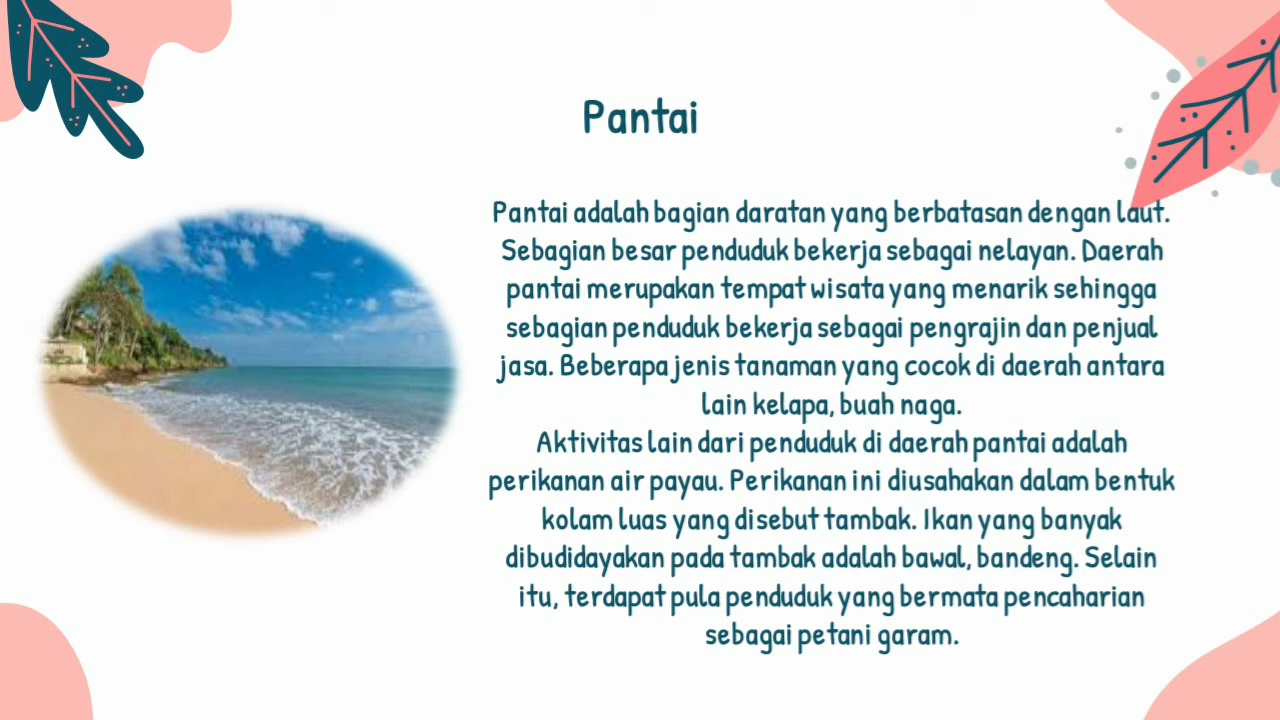 Pantai
Pantai adalah bagian daratan yang berbatasan dengan laut.
Sebagian besar penduduk bekerja sebagai nelayan. Daerah
pantai merupakan tempat wisata yang menarik sehingga
sebagian penduduk bekerja sebagai pengrajin dan penjual
jasa. Beberapa jenis tanaman yang cocok di daerah antara
lain kelapa, buah naga.
Aktivitas lain dari penduduk di daerah pantai adalah
perikanan air payau. Perikanan ini diusahakan dalam bentuk
kolam luas yang disebut tambak. Ikan yang banyak
dibudidayakan pada tambak adalah bawal, bandeng. Selain
itu, terdapat pula penduduk yang bermata pencaharian
sebagai petani garam.